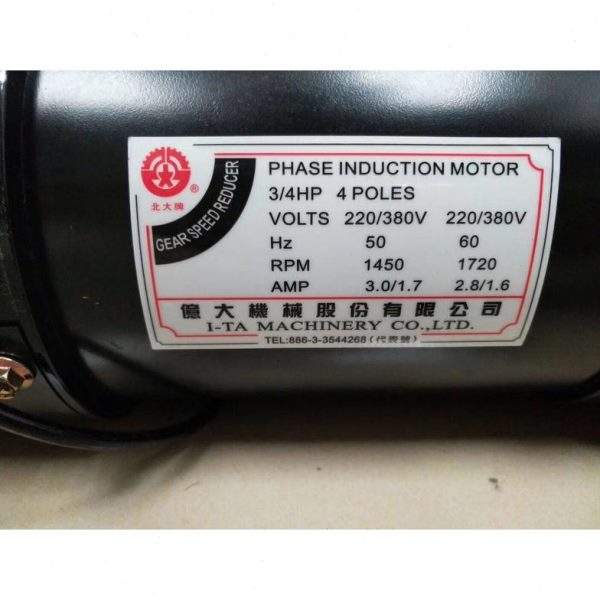 北大牌
®
GEAR SPEED REDUCER
PHASE INDUCTION MOTOR
3/4HP 4 POLES
VOLTS 220/380V 220/380V
Hz 50 60
RPM 1450 1720
AMP 3.0/1.7 2.8/1.6
億大機械股份有限公司
I-TA MACHINERY CO.,LTD.
TEL:886-3-3544268(代表號)